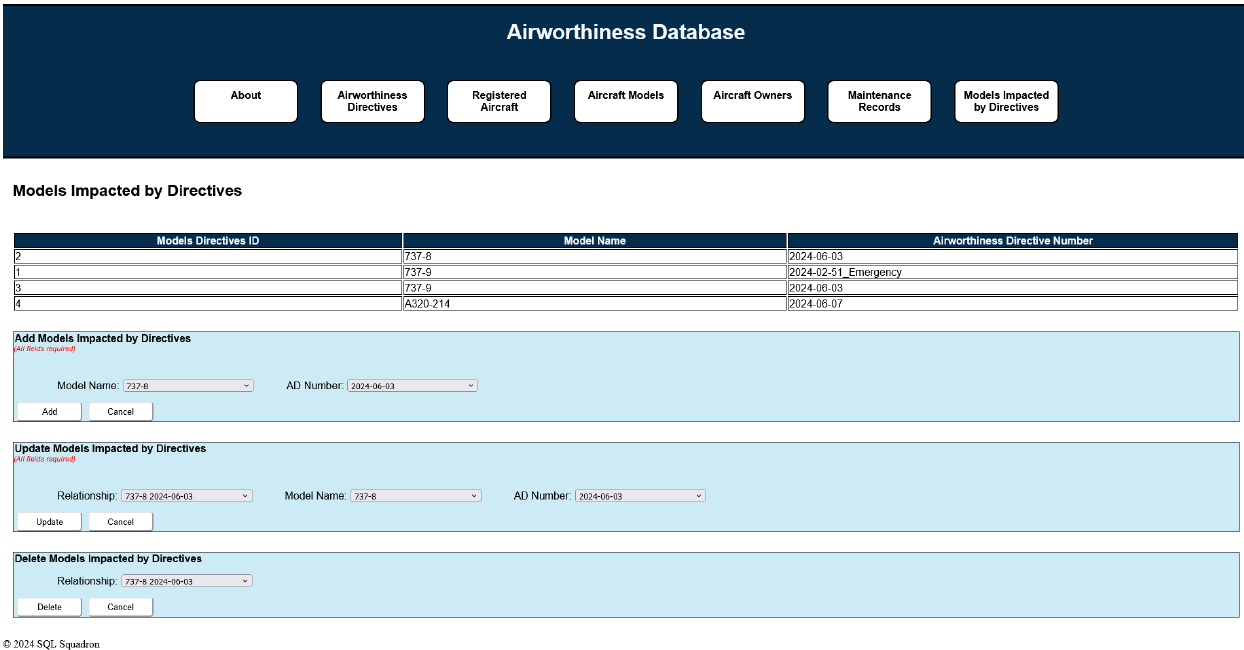 Airworthiness Database
About
Airworthiness
Directives
Registered
Aircraft
Aircraft Models
Aircraft Owners
Maintenance
Records
Models Impacted
by Directives
Models Impacted by Directives
Models Directives ID Model Name Airworthiness Directive Number
2 737-8 2024-06-03
1 737-9 2024-02-51_Emergency
3 737-9 2024-06-03
4 A320-214 2024-06-07
Add Models Impacted by Directives
(All fields required)
Model Name: 737-8 AD Number: 2024-06-03
Add Cancel
Update Models Impacted by Directives
(All fields required)
Relationship: 737-8 2024-06-03 Model Name: 737-8 AD Number: 2024-06-03
Update Cancel
Delete Models Impacted by Directives
Relationship: 737-8 2024-06-03
Delete Cancel
© 2024 SQL Squadron